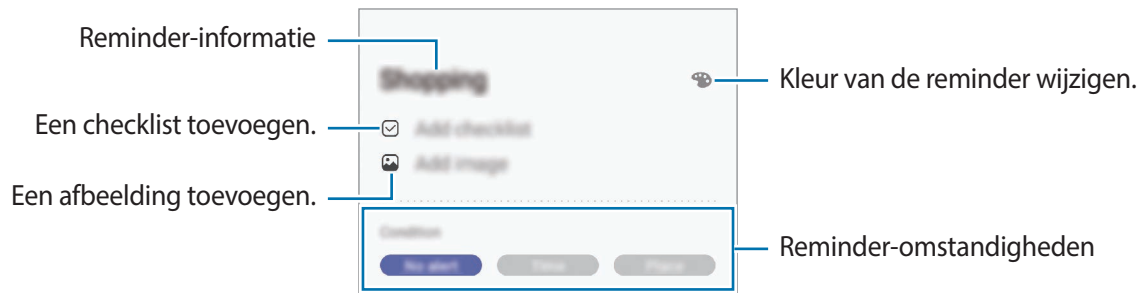 Reminder-informatie
Shopping
Kleur van de reminder wijzigen.
Een checklist toevoegen.
Add checklist
Een afbeelding toevoegen.
Add image
Condition
Reminder-omstandigheden
No alert
Time
Place